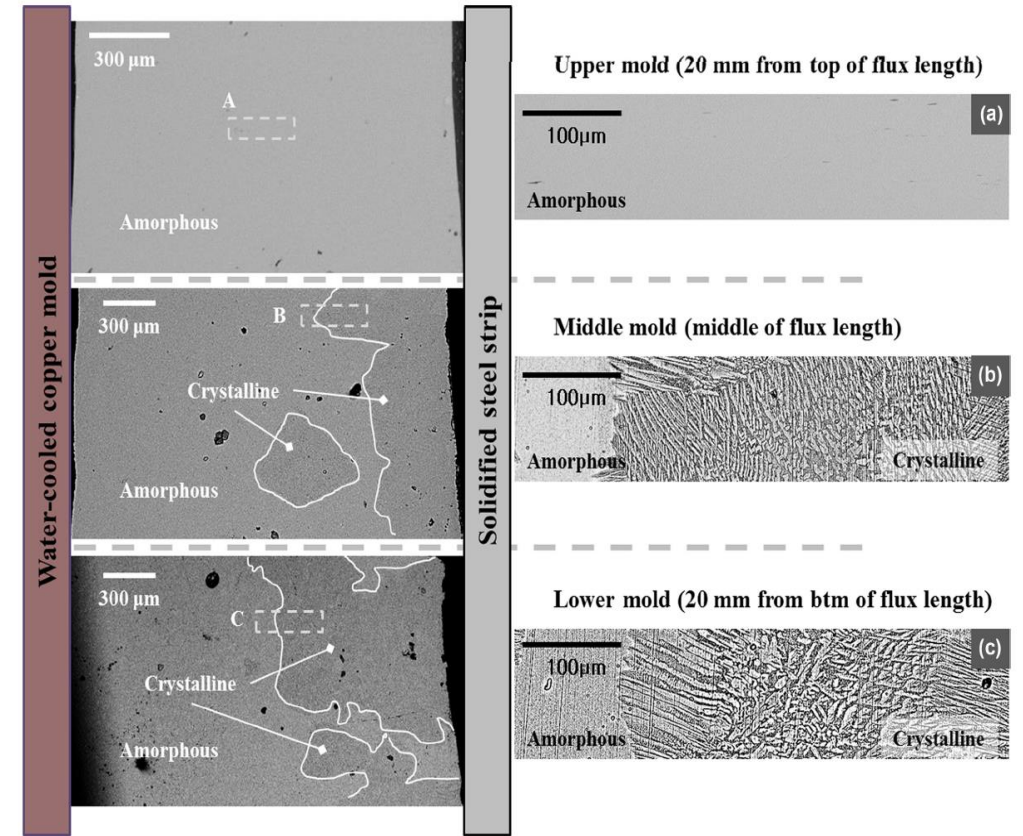 Water-cooled copper mold
Solidified steel strip
300 µm
A
Amorphous
Upper mold (20 mm from top of flux length)
(a)
100µm
Amorphous
300 µm
B
Crystalline
Amorphous
Middle mold (middle of flux length)
(b)
100µm
Amorphous
Crystalline
300 µm
C
Crystalline
Amorphous
Lower mold (20 mm from btm of flux length)
(c)
100µm
Amorphous
Crystalline